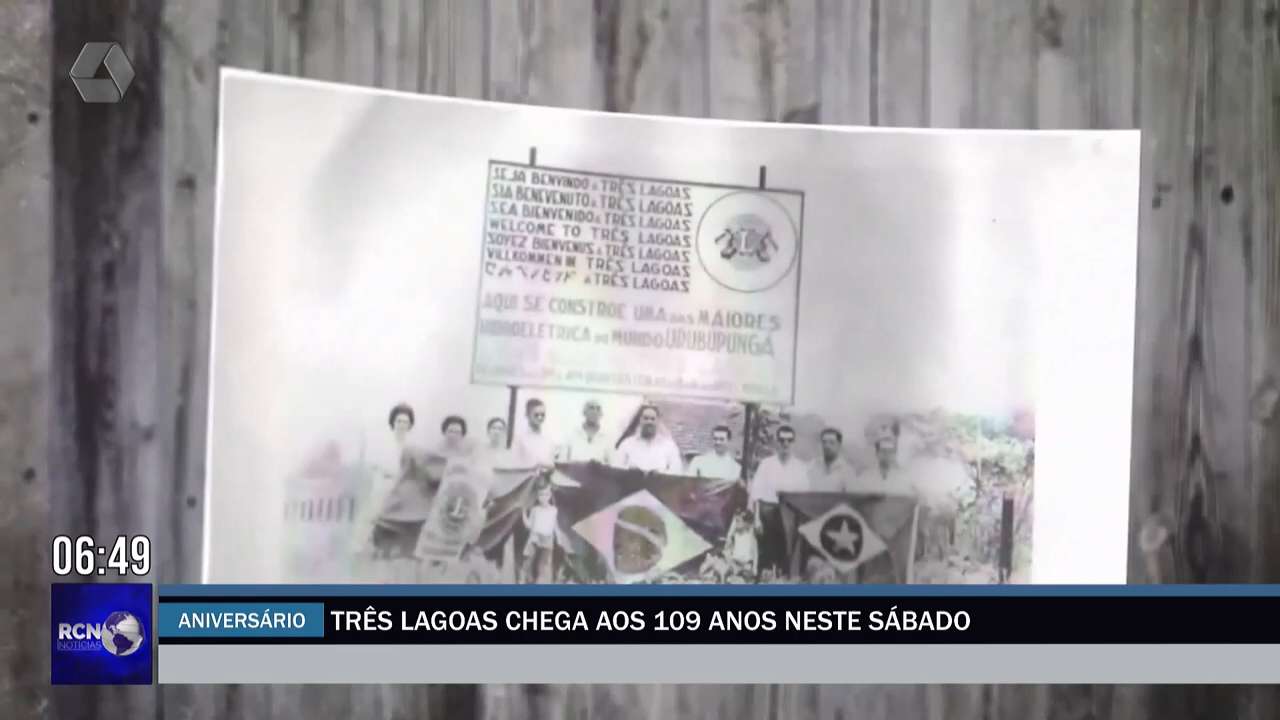 SEJA BENVINDO A TRÊS LAGOAS
SIA BENEVENUTO A TRÊS LAGOAS
SEA BIENVENIDO A TRÊS LAGOAS
WELCOME TO TRÊS LAGOAS
SOYEZ BIENVENUS A TRÊS LAGOAS
VILLKOMMEN IM TRÊS LAGOAS
A TRÊS LAGOAS
L
AQUI SE CONSTROE UMA DAS MAIORES
HIDROELETRICA DO MUNDO URUBUPUNGÁ
06:49
RCN
NOTÍCIAS
ANIVERSÁRIO
TRÊS LAGOAS CHEGA AOS 109 ANOS NESTE SÁBADO